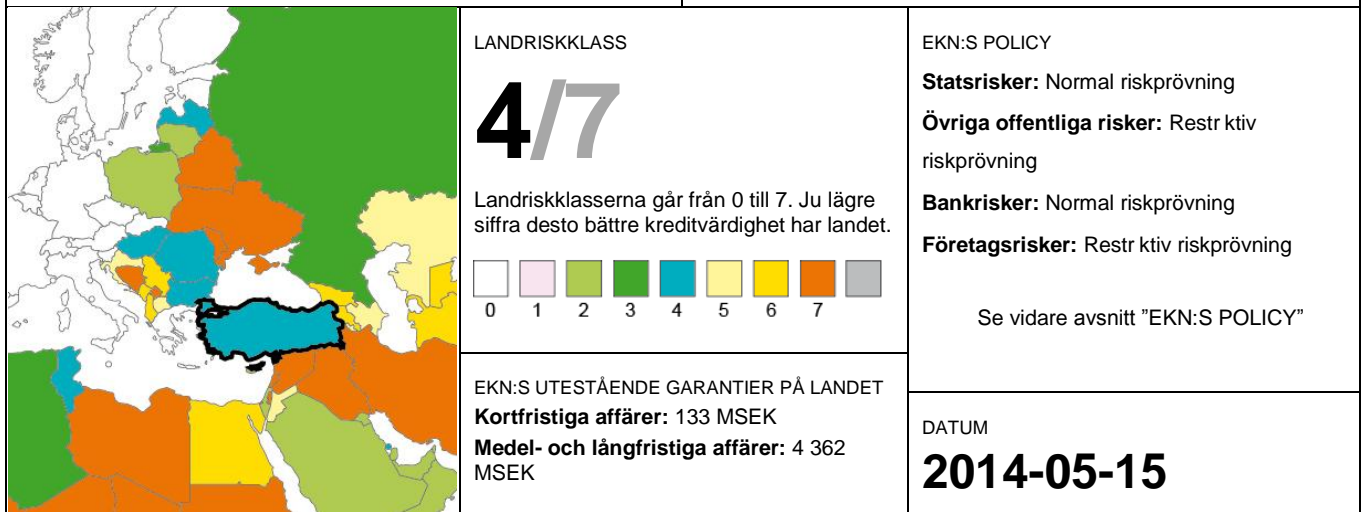 LANDRISKKLASS
4/7
Landriskklasserna går från 0 till 7. Ju lägre
siffra desto bättre kreditvärdighet har landet.
0 1 2 3 4 5 6 7
EKN:S UTESTÅENDE GARANTIER PÅ LANDET
Kortfristiga affärer: 133 MSEK
Medel- och långfristiga affärer: 4 362
MSEK
EKN:S POLICY
Statsrisker: Normal riskprövning
Övriga offentliga risker: Restr ktiv
riskprövning
Bankrisker: Normal riskprövning
Företagsrisker: Restr ktiv riskprövning
Se vidare avsnitt ”EKN:S POLICY”
DATUM
2014-05-15